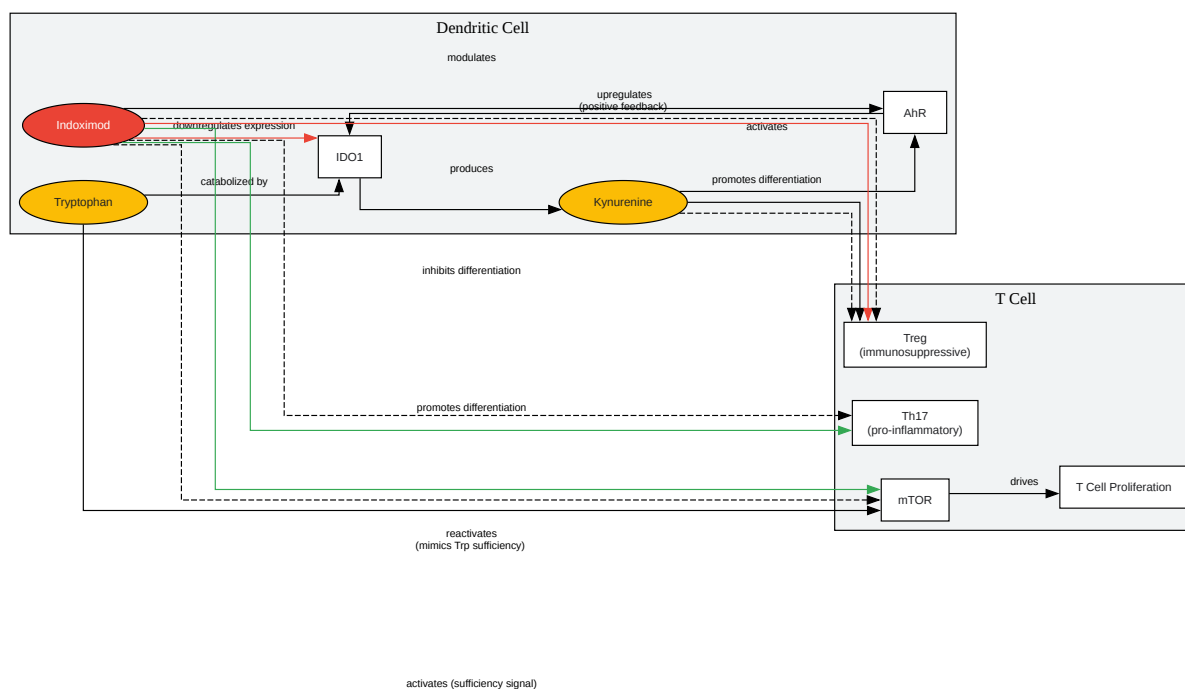 Dendritic Cell
modulates
upregulates
(positive feedback)
AhR
Indoximod
downregulates expression
activates
IDO1
produces
catabolized by
promotes differentiation
Tryptophan
Kynurenine
inhibits differentiation
T Cell
Treg
(immunosuppressive)
promotes differentiation
Th17
(pro-inflammatory)
drives
T Cell Proliferation
mTOR
reactivates
(mimics Trp sufficiency)
activates (sufficiency signal)